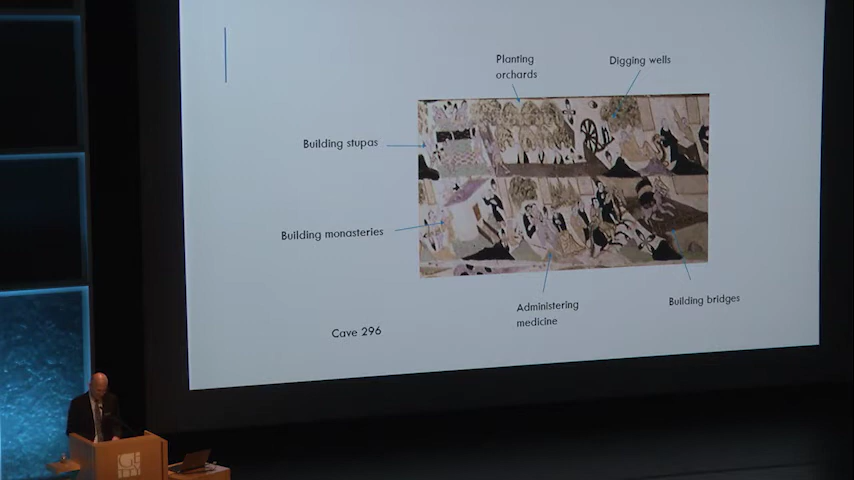 Planting
orchards
Digging wells
Building stupas
Building monasteries
Administering
medicine
Building bridges
Cave 296